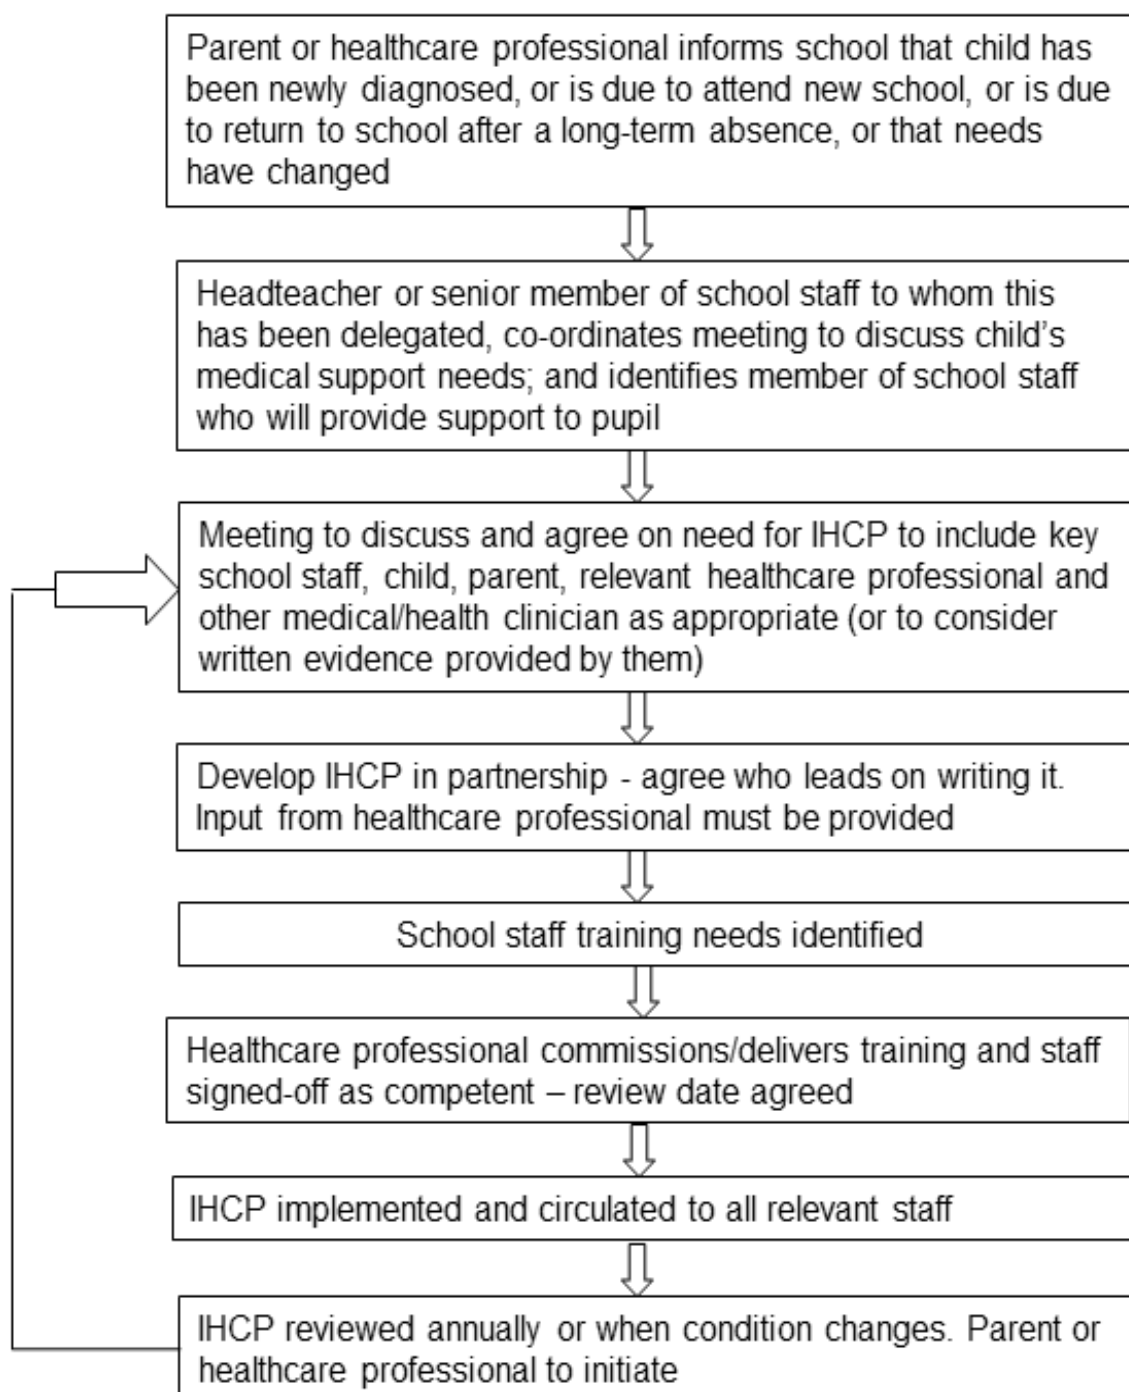 Parent or healthcare professional informs school that child has
been newly diagnosed, or is due to attend new school, or is due
to return to school after a long-term absence, or that needs
have changed
Headteacher or senior member of school staff to whom this
has been delegated, co-ordinates meeting to discuss child’s
medical support needs; and identifies member of school staff
who will provide support to pupil
Meeting to discuss and agree on need for IHCP to include key
school staff, child, parent, relevant healthcare professional and
other medical/health clinician as appropriate (or to consider
written evidence provided by them)
Develop IHCP in partnership - agree who leads on writing it.
Input from healthcare professional must be provided
School staff training needs identified
Healthcare professional commissions/delivers training and staff
signed-off as competent – review date agreed
IHCP implemented and circulated to all relevant staff
IHCP reviewed annually or when condition changes. Parent or
healthcare professional to initiate